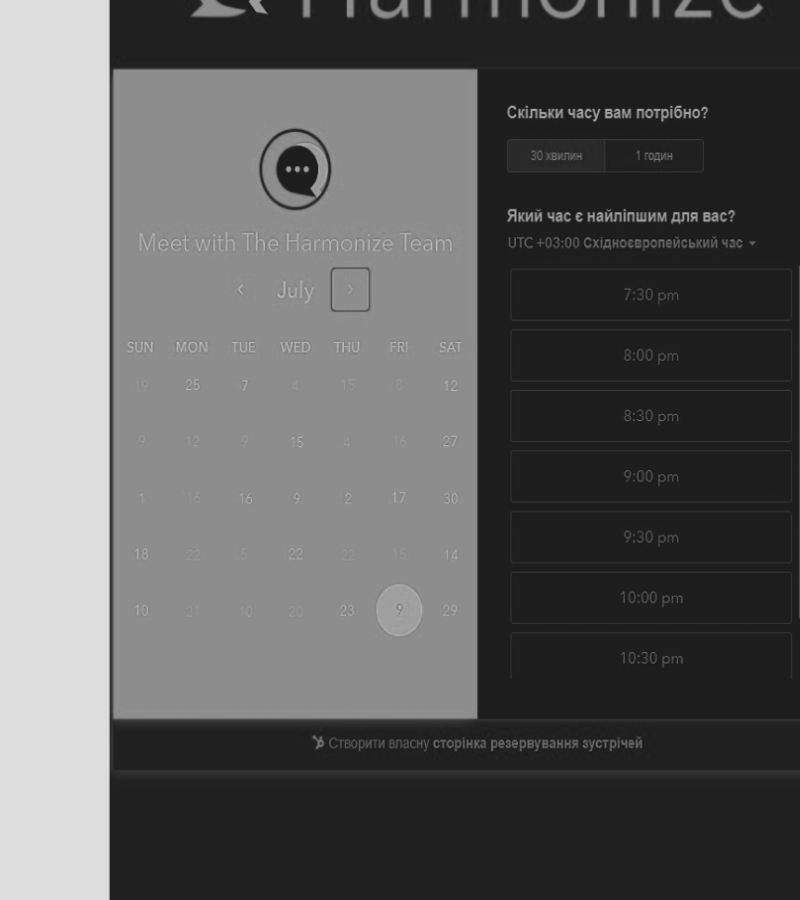 Harmonize
Meet with The Harmonize Team
July
SUN MON TUE WED THU FRI SAT
19 25 7 4 15 8 12
9 12 9 15 4 16 27
1 16 16 9 2 17 30
18 22 5 22 22 15 14
10 21 10 20 23 9 29
Скільки часу вам потрібно?
30 хвилин 1 годин
Який час є найліпшим для вас?
UTC +03:00 Східноєвропейський час
7:30 pm
8:00 pm
8:30 pm
9:00 pm
9:30 pm
10:00 pm
10:30 pm
Створити власну сторінка резервування зустрічей